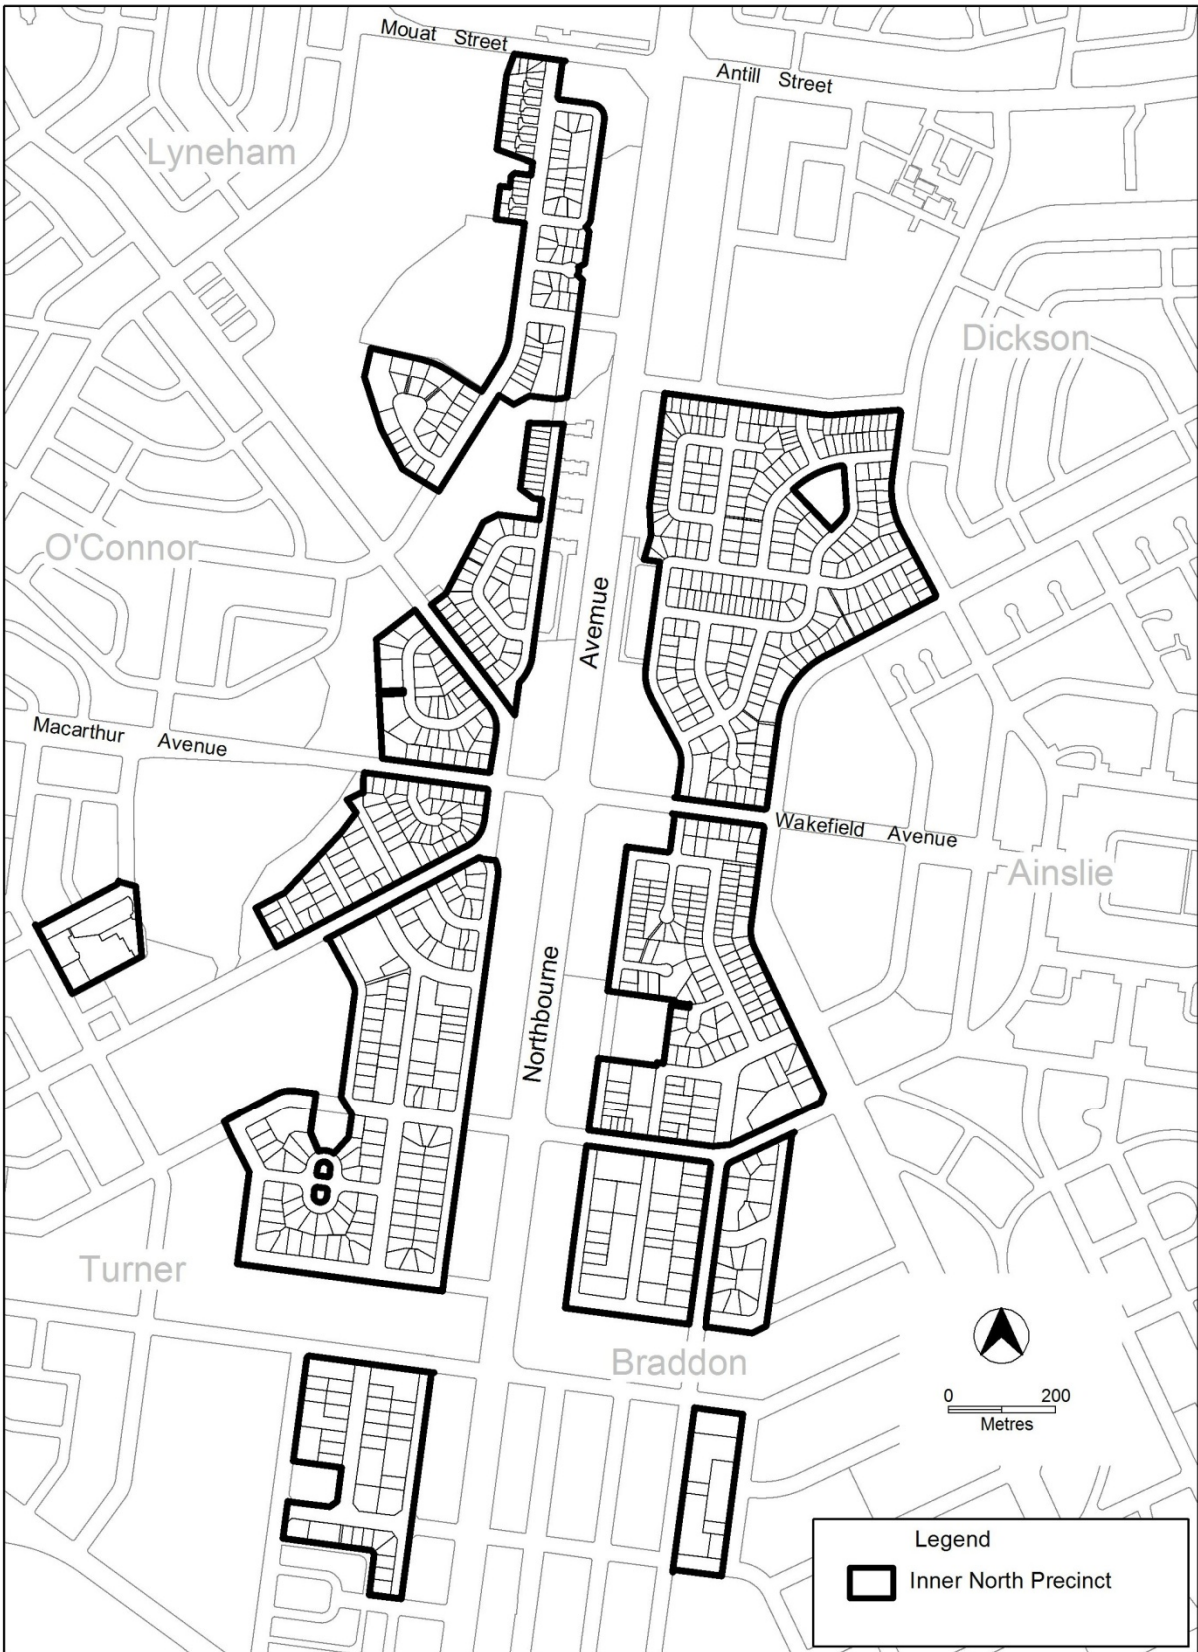 Mouat Street
Antill Street
Lyneham
Dickson
O'Connor
Avemue
Macarthur Avenue
Wakefield Avenue
Ainslie
Northbourne
Turner
Braddon
0 200
Metres
Legend
Inner North Precinct